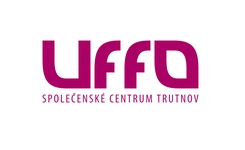 UFFO
SPOLEČENSKÉ CENTRUM TRUTNOV